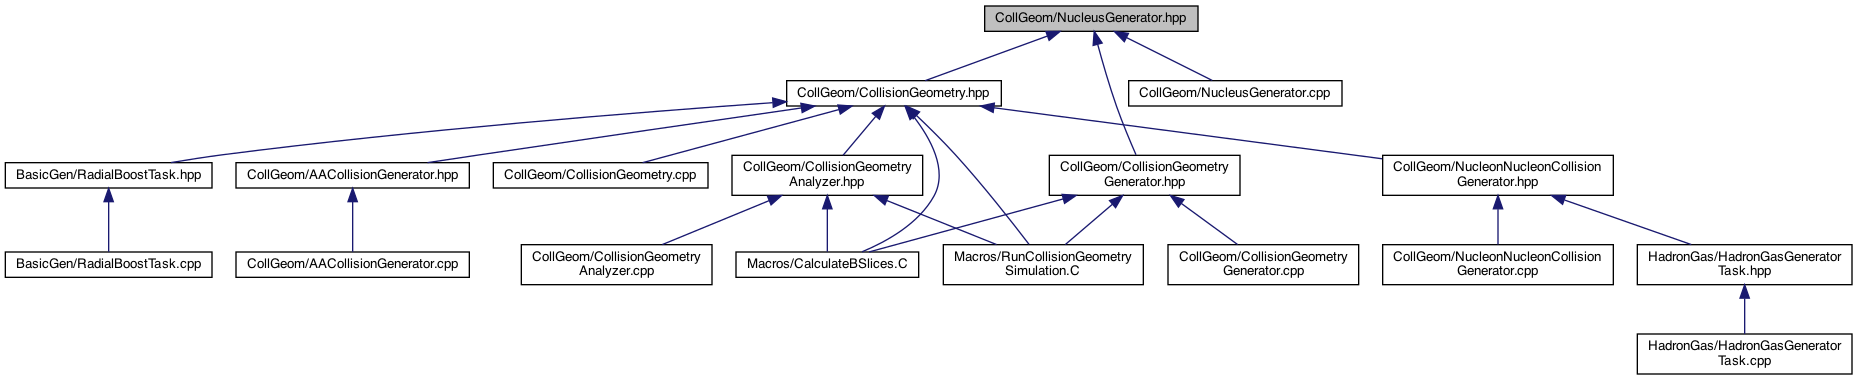 CollGeom/NucleusGenerator.hpp
CollGeom/CollisionGeometry.hpp
CollGeom/NucleusGenerator.cpp
BasicGen/RadialBoostTask.hpp
CollGeom/AACollisionGenerator.hpp
CollGeom/CollisionGeometry.cpp
CollGeom/CollisionGeometry
Analyzer.hpp
CollGeom/CollisionGeometry
Generator.hpp
CollGeom/NucleonNucleonCollision
Generator.hpp
BasicGen/RadialBoostTask.cpp
CollGeom/AACollisionGenerator.cpp
CollGeom/CollisionGeometry
Analyzer.cpp
Macros/CalculateBSlices.C
Macros/RunCollisionGeometry
Simulation.C
CollGeom/CollisionGeometry
Generator.cpp
CollGeom/NucleonNucleonCollision
Generator.cpp
HadronGas/HadronGasGenerator
Task.hpp
HadronGas/HadronGasGenerator
Task.cpp